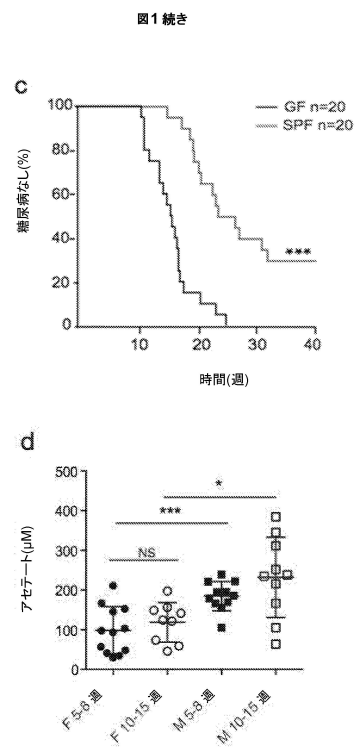 図1 続き
c
GF n=20
SPF n=20
100
80
60
40
20
0
糖尿病なし(%)
***
10
20
30
40
時間(週)
d
500
400
300
200
100
0
アセテート(μM)
*
***
NS
F 5-8 週
F 10-15 週
M 5-8 週
M 10-15 週